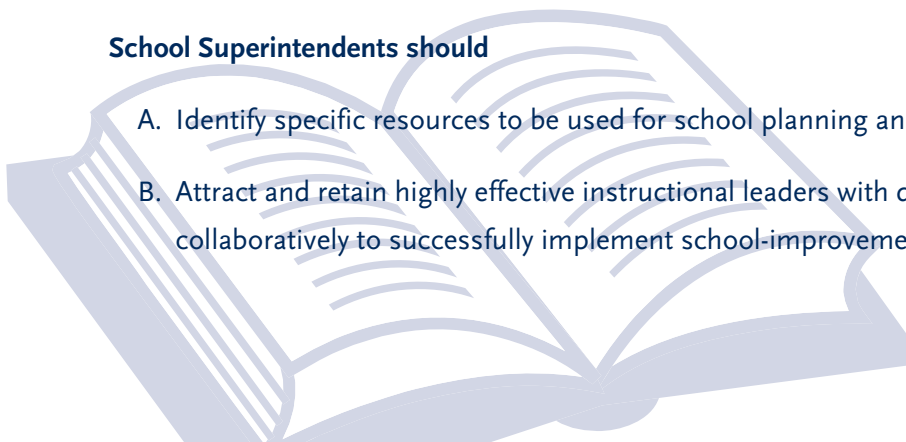 School Superintendents should
A. Identify specific resources to be used for school planning an
B. Attract and retain highly effective instructional leaders with
collaboratively to successfully implement school-improveme